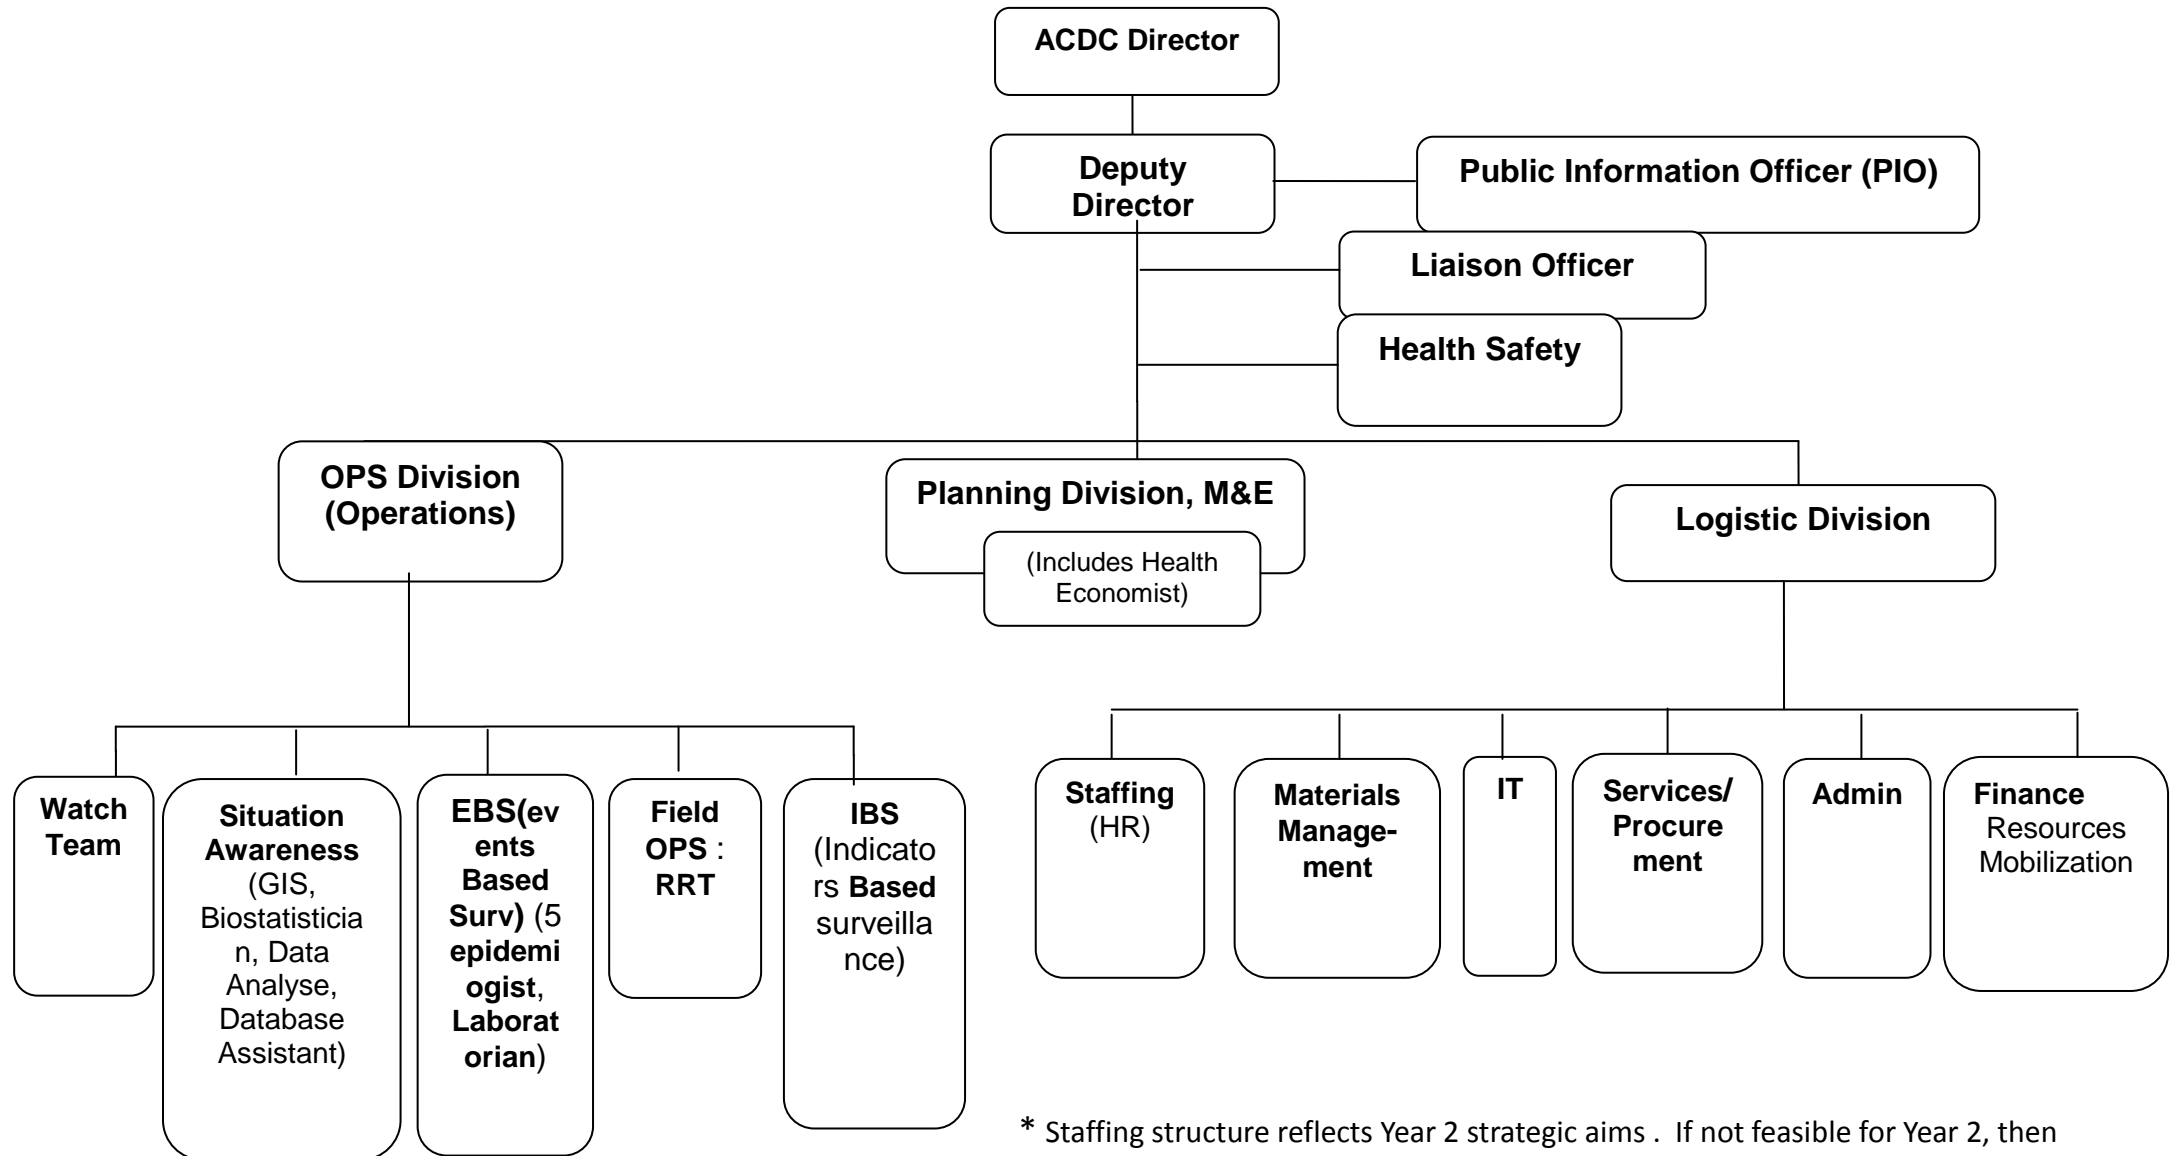 ACDC Director
Deputy
Director
Public Information Officer (PIO)
Liaison Officer
Health Safety
OPS Division
(Operations)
Planning Division, M&E
(Includes Health
Economist)
Logistic Division
Watch
Team
Situation
Awareness
(GIS,
Biostatisticia
n, Data
Analyse,
Database
Assistant)
EBS(ev
ents
Based
Surv) (5
epidemi
ogist,
Laborat
orian)
Field
OPS :
RRT
IBS
(Indicato
rs Based
surveilla
nce)
Staffing
(HR)
Materials
Manage-
ment
IT
Services/
Procure
ment
Admin
Finance
Resources
Mobilization
* Staffing structure reflects Year 2 strategic aims . If not feasible for Year 2, then